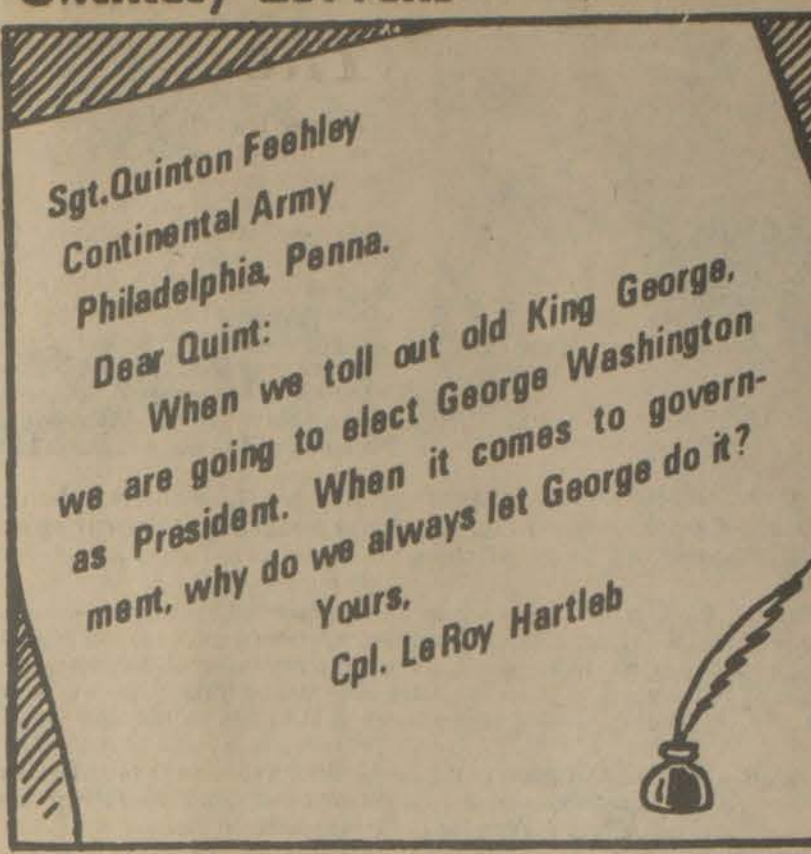 Sgt. Quinton Feehley
Continental Army
Philadelphia, Penna.
Dear Quint:
When we toll out old King George,
we are going to elect George Washington
as President. When it comes to govern-
ment, why do we always let George do it?
Yours,
Cpl. LeRoy Hartleb